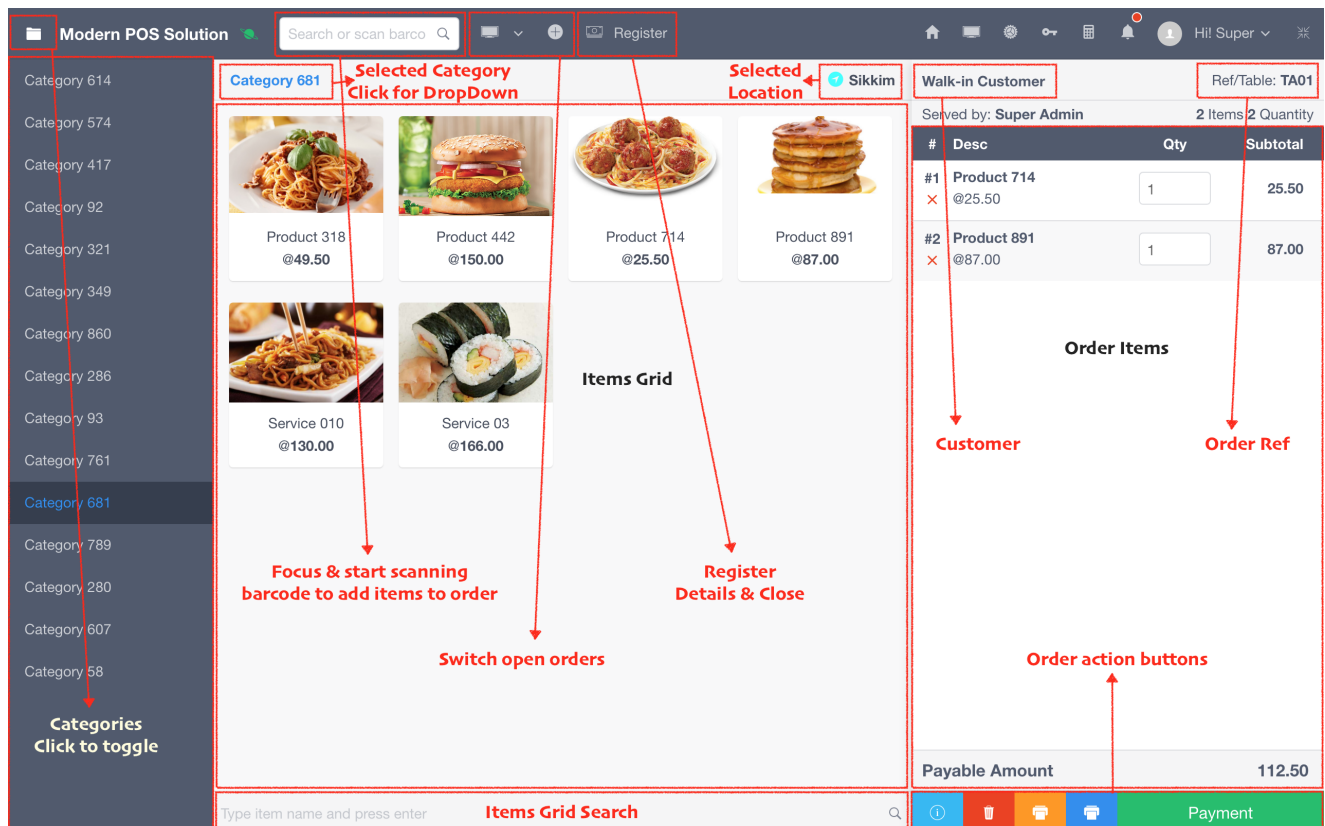 Modern POS Solution
Search or scan barco
Register
Hi! Super
Category 614
Category 574
Category 417
Category 92
Category 321
Category 349
Category 860
Category 286
Category 93
Category 761
Category 681
Category 789
Category 280
Category 607
Category 58
Categories
Click to toggle
Category 681
Selected Category
Click for DropDown
Selected
Location
Sikkim
Product 318
@49.50
Product 442
@150.00
Product 714
@25.50
Product 891
@87.00
Service 010
@130.00
Service 03
@166.00
Items Grid
Focus & start scanning
barcode to add items to order
Register
Details & Close
Switch open orders
Type item name and press enter
Items Grid Search
Walk-in Customer
Ref/Table: TA01
Served by: Super Admin
2 Items 2 Quantity
# Desc Qty Subtotal
#1 Product 714 1 25.50
@25.50
#2 Product 891 1 87.00
@87.00
Order Items
Customer
Order Ref
Order action buttons
Payable Amount 112.50
Payment